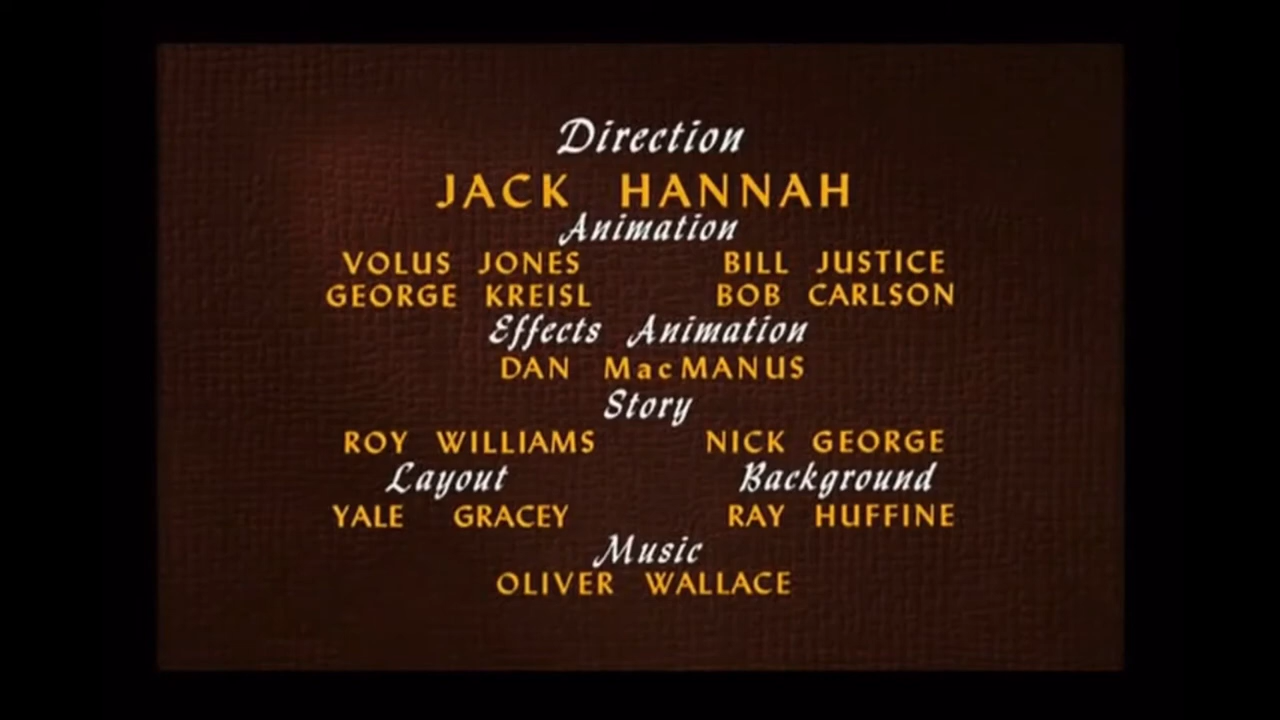 Direction
JACK HANNAH
Animation
VOLUS JONES BILL JUSTICE
GEORGE KREISL BOB CARLSON
Effects Animation
DAN MacMANUS
Story
ROY WILLIAMS NICK GEORGE
Layout Background
YALE GRACEY RAY HUFFINE
Music
OLIVER WALLACE